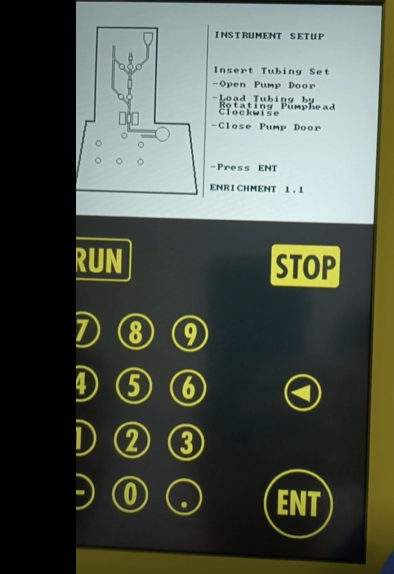 INSTRUMENT SETUP
Insert Tubing Set
-Open Pump Door
-Load Tubing by
Rotating Pumphead
Clockwise
-Close Pump Door
-Press ENT
ENRICHMENT 1.1
RUN
STOP
7 8 9
4 5 6
1 2 3
- 0 .
ENT